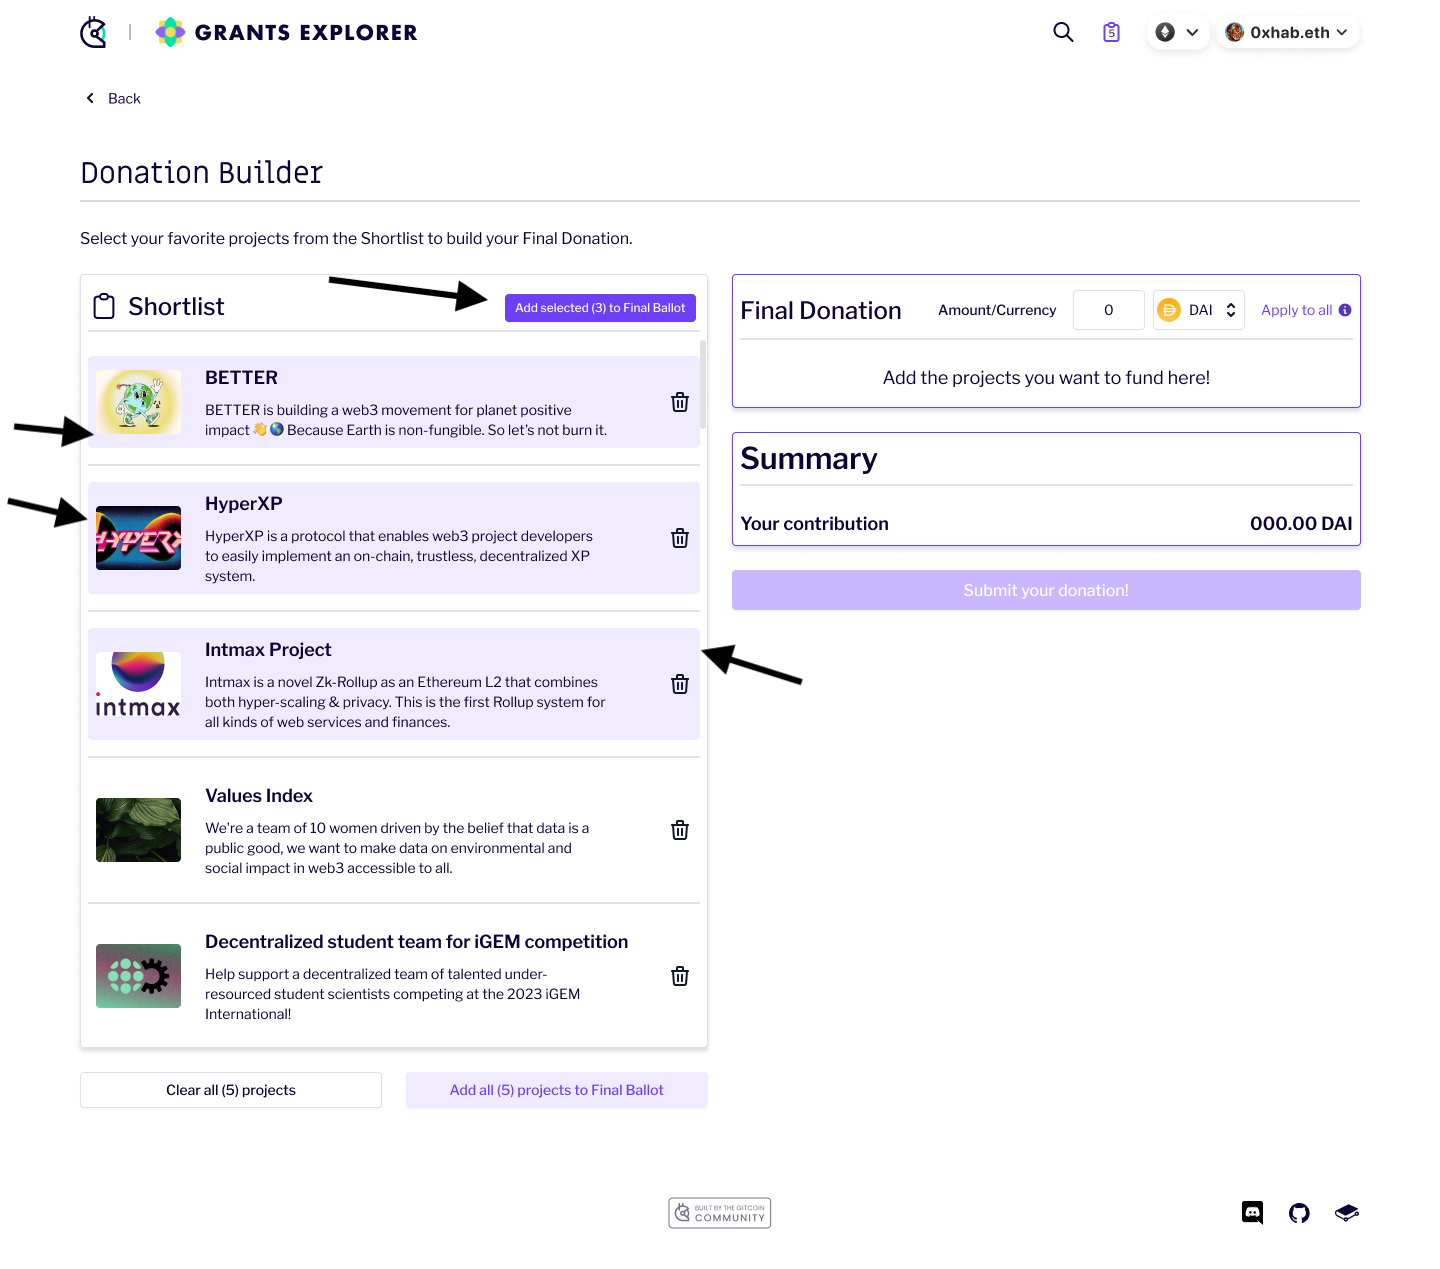 GRANTS EXPLORER
5
0xhab.eth
Back
Donation Builder
Select your favorite projects from the Shortlist to build your Final Donation.
Shortlist
Add selected (3) to Final Ballot
BETTER
BETTER is building a web3 movement for planet positive
impact 👋🌎 Because Earth is non-fungible. So let's not burn it.
HYPERX
HyperXP
HyperXP is a protocol that enables web3 project developers
to easily implement an on-chain, trustless, decentralized XP
system.
intmax
Intmax Project
Intmax is a novel Zk-Rollup as an Ethereum L2 that combines
both hyper-scaling & privacy. This is the first Rollup system for
all kinds of web services and finances.
Values Index
We're a team of 10 women driven by the belief that data is a
public good, we want to make data on environmental and
social impact in web3 accessible to all.
Decentralized student team for iGEM competition
Help support a decentralized team of talented under-
resourced student scientists competing at the 2023 iGEM
International!
Clear all (5) projects
Add all (5) projects to Final Ballot
Final Donation
Amount/Currency
0
DAI
Apply to all
Add the projects you want to fund here!
Summary
Your contribution
000.00 DAI
Submit your donation!
BUILT BY THE GITCOIN
COMMUNITY